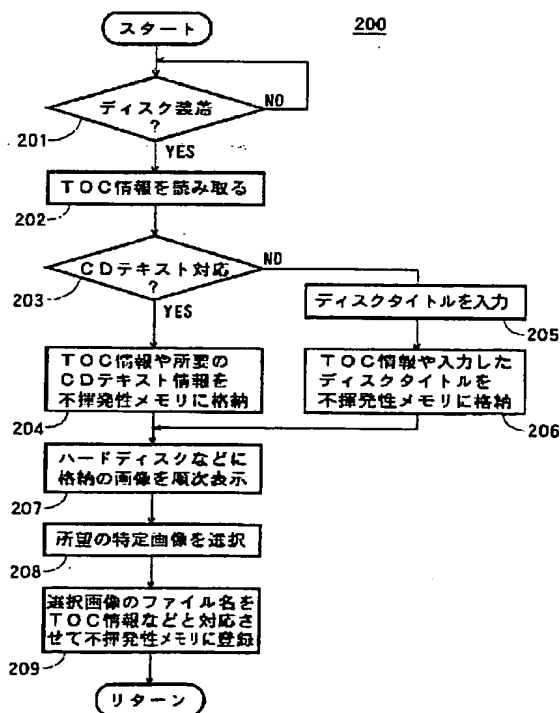 スタート
200
ディスク装着
?
NO
201
YES
TOC情報を読み取る
202
CDテキスト対応
?
NO
203
YES
ディスクタイトルを入力
205
TOC情報や所要の
CDテキスト情報を
不揮発性メモリに格納
204
TOC情報や入力した
ディスクタイトルを
不揮発性メモリに格納
206
ハードディスクなどに
格納の画像を順次表示
207
所望の特定画像を選択
208
選択画像のファイル名を
TOC情報などと対応さ
せて不揮発性メモリに登録
209
リターン